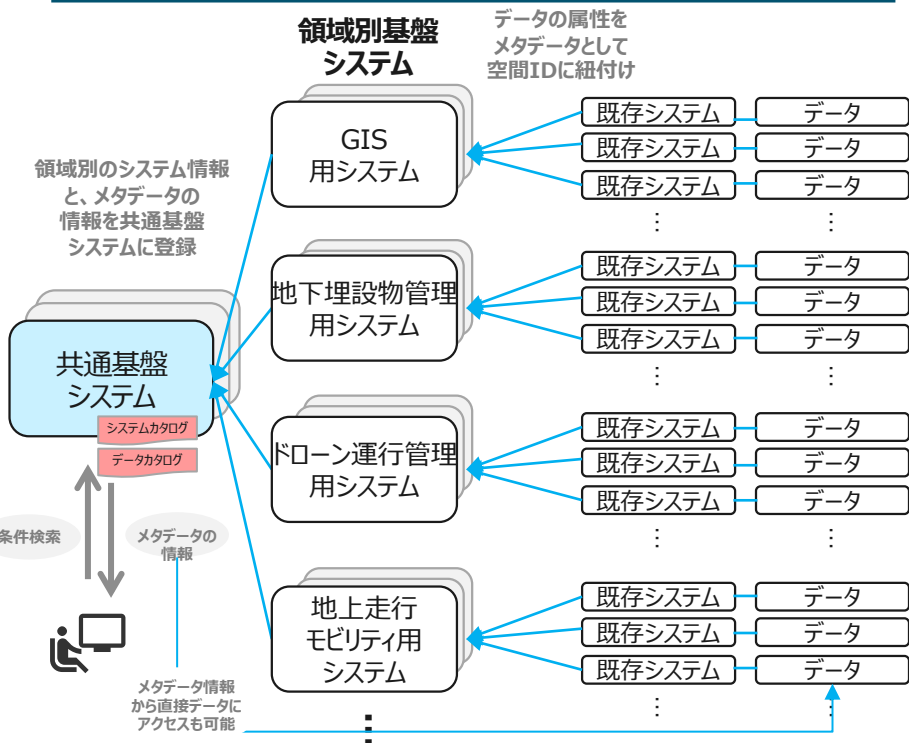 領域別基盤
システム
データの属性を
メタデータとして
空間IDに紐付け
領域別のシステム情報
と、メタデータの
情報を共通基盤
システムに登録
GIS
用システム
既存システム
データ
既存システム
データ
既存システム
データ
⋮
⋮
地下埋設物管理
用システム
既存システム
データ
既存システム
データ
既存システム
データ
⋮
⋮
共通基盤
システム
システムカタログ
データカタログ
ドローン運行管理
用システム
既存システム
データ
既存システム
データ
既存システム
データ
⋮
⋮
条件検索
メタデータの
情報
地上走行
モビリティ用
システム
既存システム
データ
既存システム
データ
既存システム
データ
⋮
⋮
メタデータ情報
から直接データに
アクセスも可能
⋮